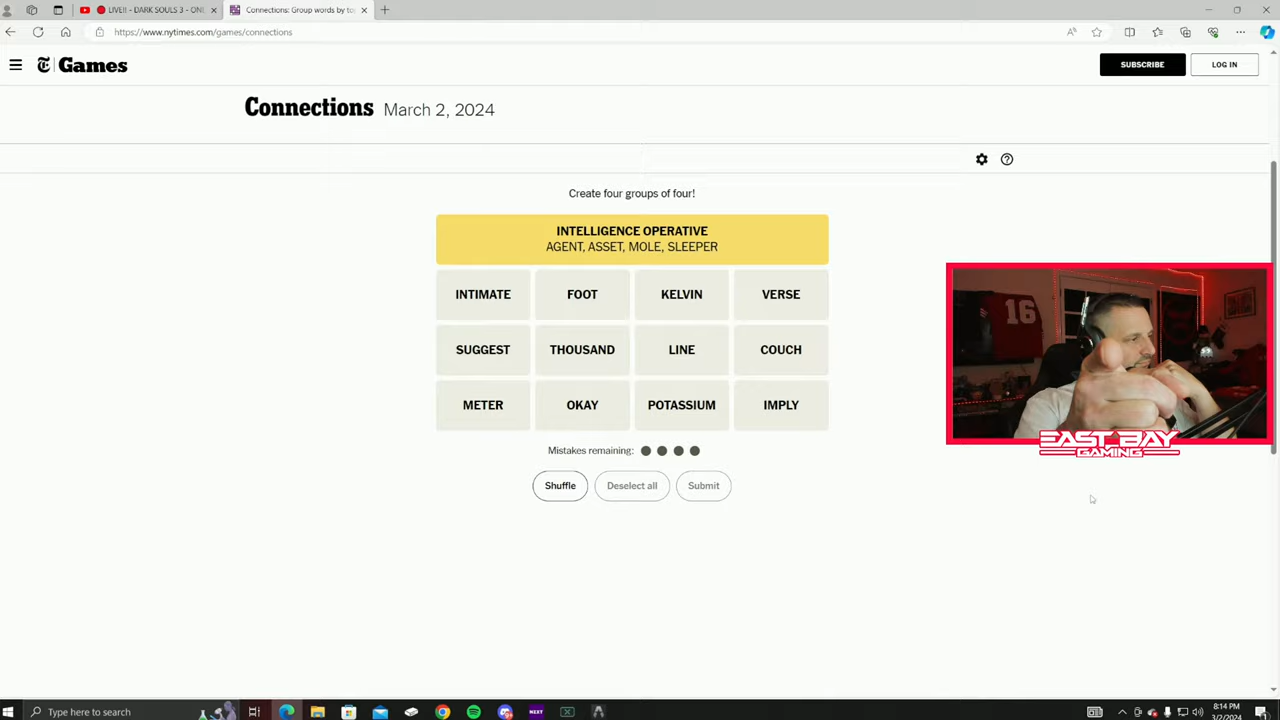 LIVE!! - DARK SOULS 3 - ONE
Connections: Group words by to
https://www.nytimes.com/games/connections
Games
SUBSCRIBE
LOG IN
Connections March 2, 2024
Create four groups of four!
INTELLIGENCE OPERATIVE
AGENT, ASSET, MOLE, SLEEPER
INTIMATE FOOT KELVIN VERSE
SUGGEST THOUSAND LINE COUCH
METER OKAY POTASSIUM IMPLY
Mistakes remaining:
Shuffle Deselect all Submit
16
EAST BAY
GAMING
Type here to search
NEXT
8:14 PM
3/2/2024